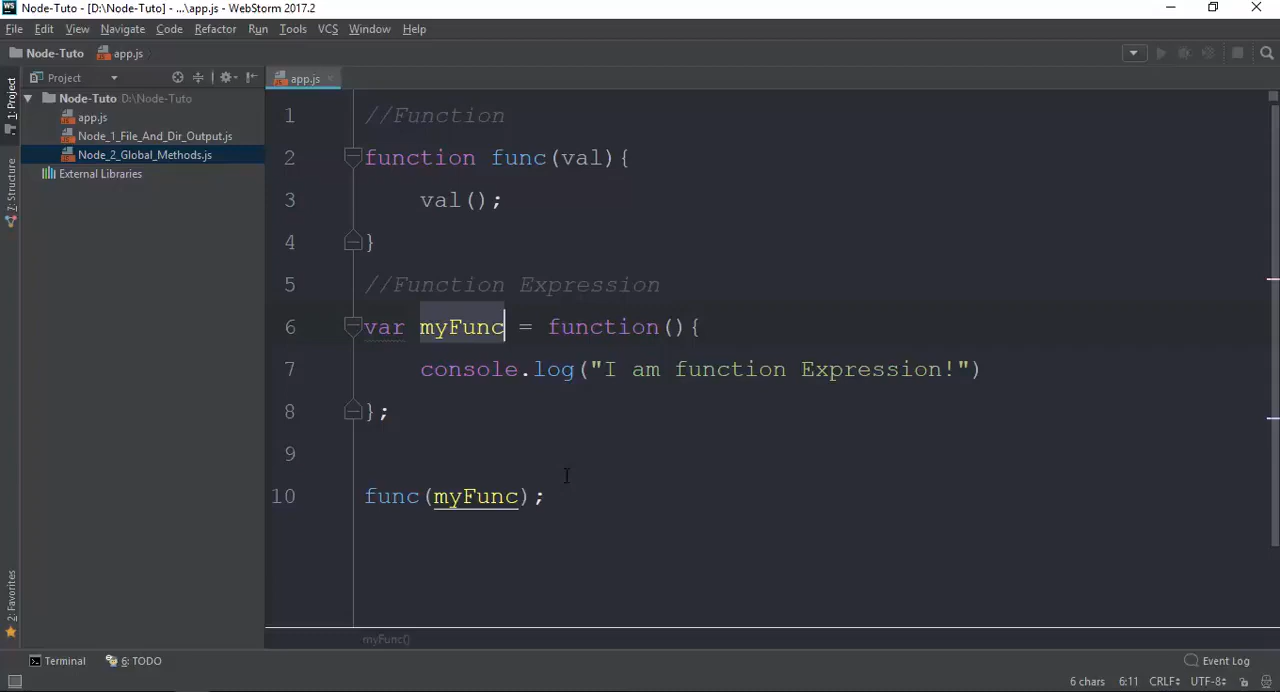 WS Node-Tuto - [D:\Node-Tuto] - ...\app.js - WebStorm 2017.2
File Edit View Navigate Code Refactor Run Tools VCS Window Help
Node-Tuto app.js
1: Project
Project
app.js
Node-Tuto D:\Node-Tuto
app.js
Node_1_File_And_Dir_Output.js
Node_2_Global_Methods.js
External Libraries
Z: Structure
2: Favorites
1 //Function
2 function func(val){
3 val();
4 }
5 //Function Expression
6 var myFunc = function(){
7 console.log("I am function Expression!")
8 };
9
10 func(myFunc);
myFunc()
Terminal 6: TODO Event Log
6 chars 6:11 CRLF UTF-8